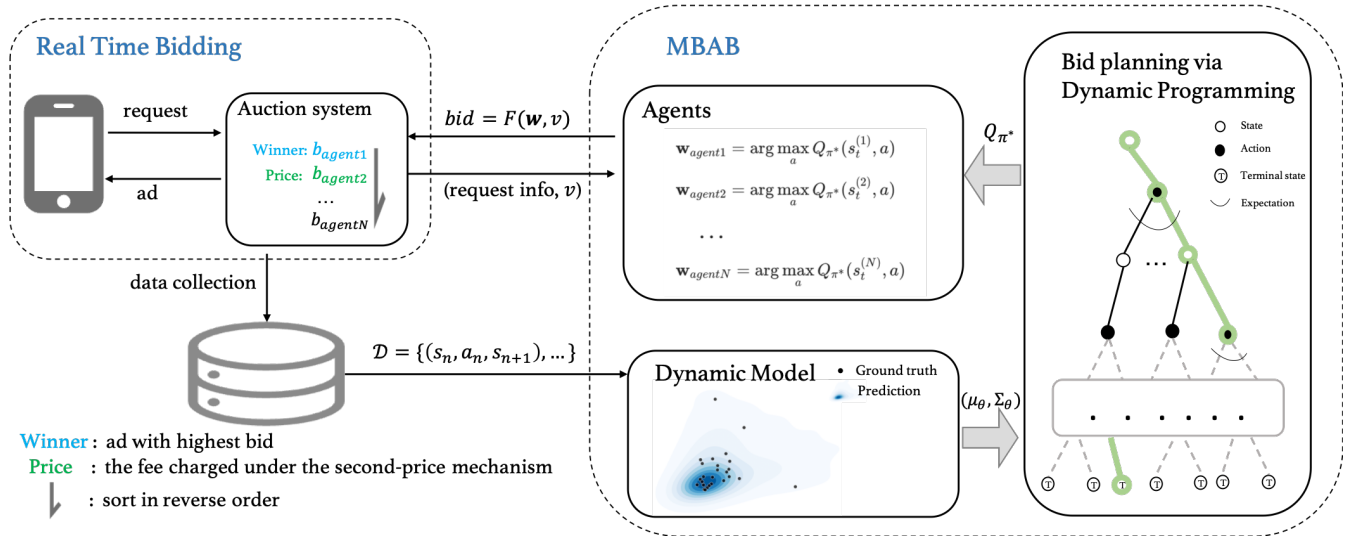 Real Time Bidding
request
ad
Auction system
Winner: b_agent1
Price: b_agent2
...
b_agentN
bid = F(w, v)
(request info, v)
data collection
D = {(s_n, a_n, s_{n+1}), ...}
Winner : ad with highest bid
Price : the fee charged under the second-price mechanism
: sort in reverse order
MBAB
Agents
w_agent1 = arg max_a Q_π*(s_t^(1), a)
w_agent2 = arg max_a Q_π*(s_t^(2), a)
...
w_agentN = arg max_a Q_π*(s_t^(N), a)
Dynamic Model
Ground truth
Prediction
(μ_θ, Σ_θ)
Q_π*
Bid planning via
Dynamic Programming
State
Action
T Terminal state
Expectation
...
. . . . . .
T T T T T T T